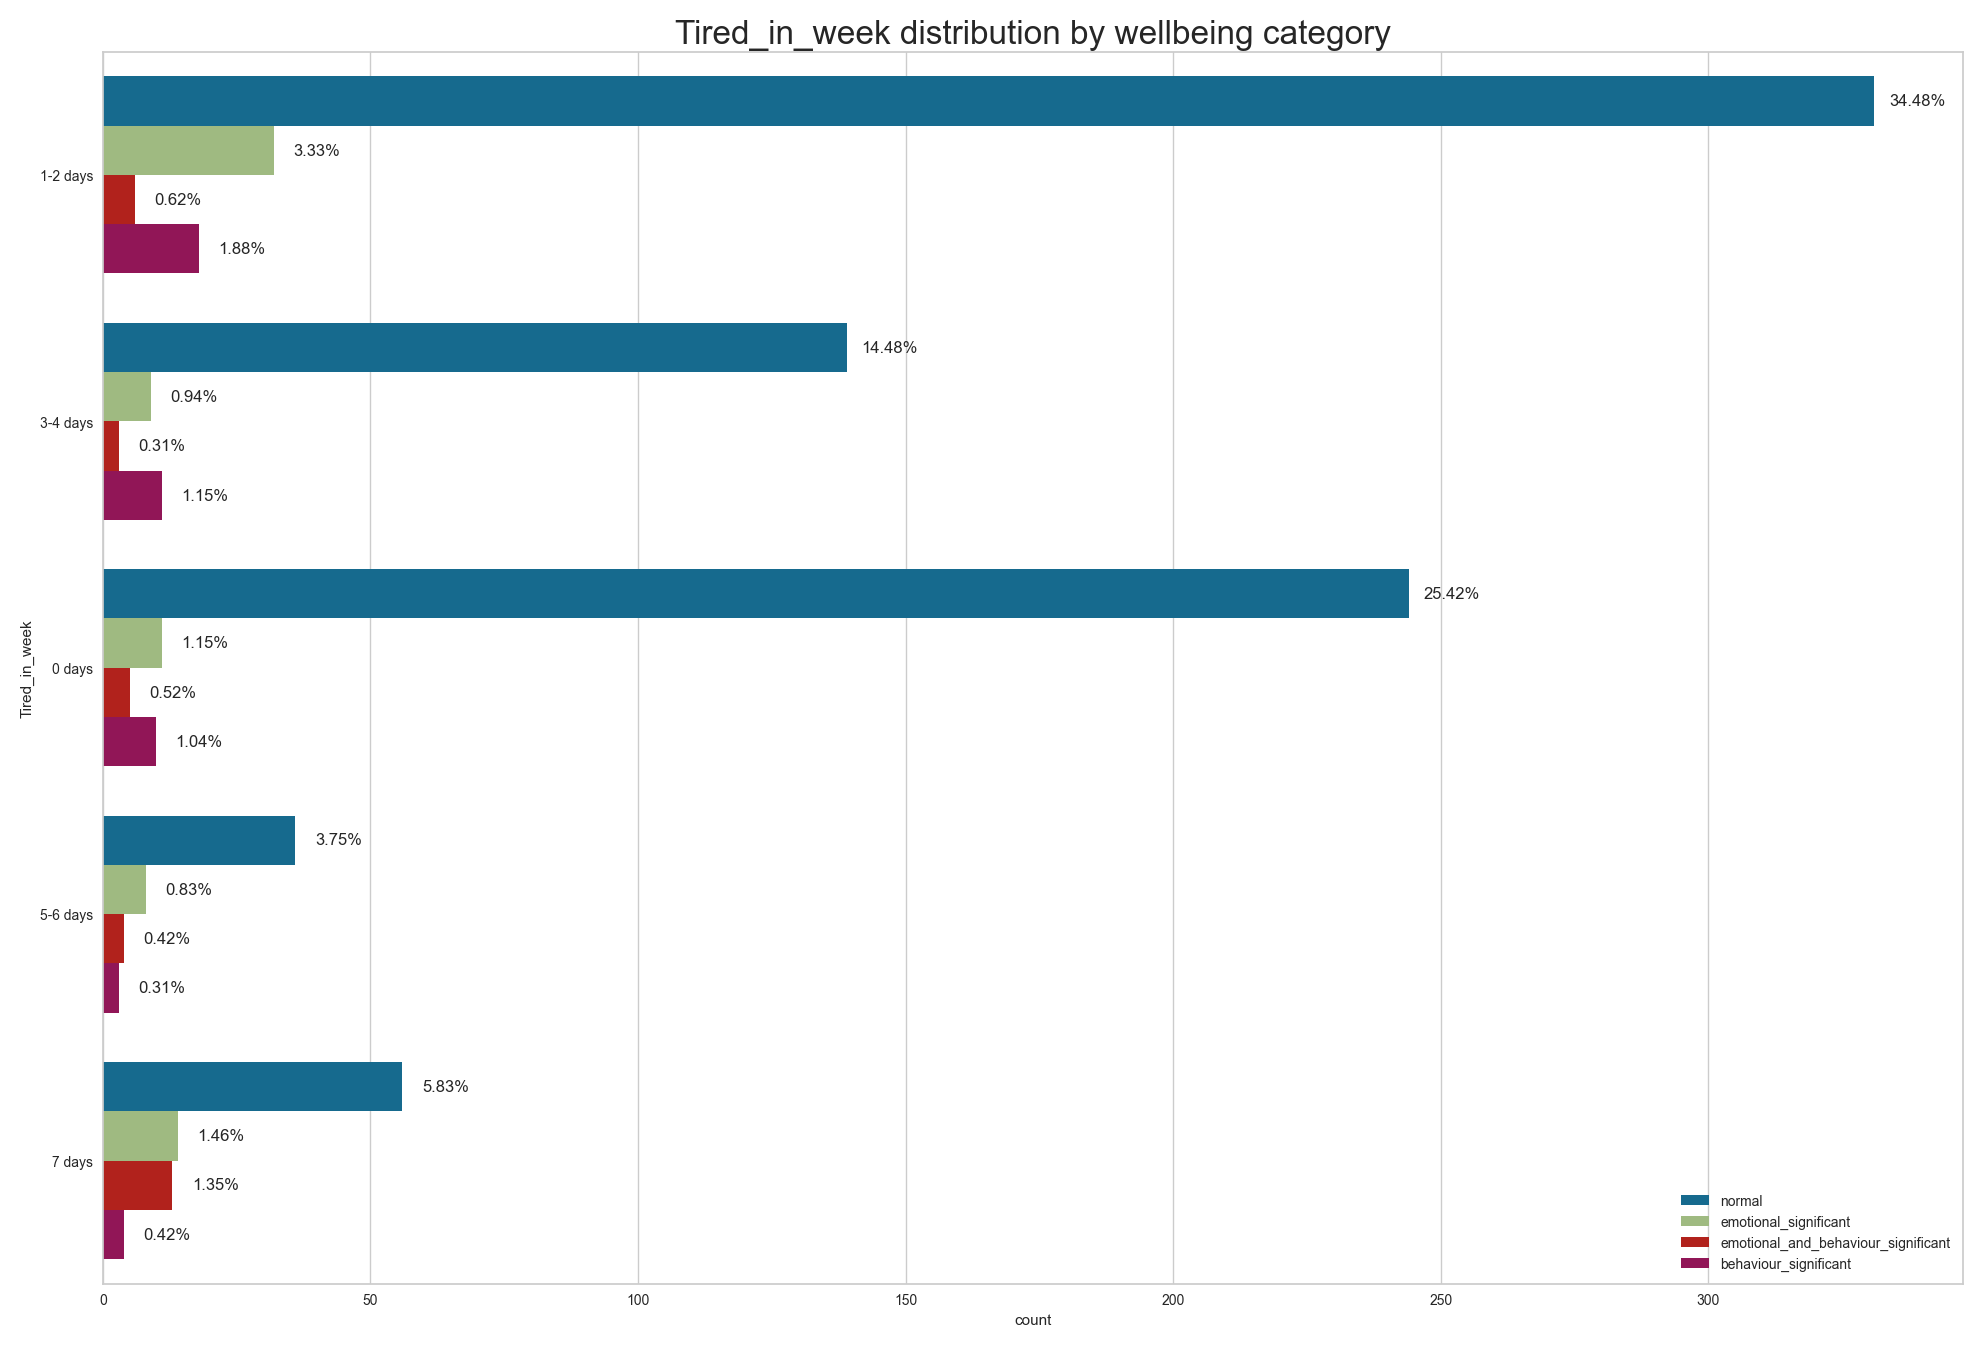 Tired_in_week distribution by wellbeing category
34.48%
3.33%
1-2 days
0.62%
1.88%
14.48%
0.94%
3-4 days
0.31%
1.15%
25.42%
1.15%
0 days
0.52%
1.04%
Tired_in_week
3.75%
0.83%
5-6 days
0.42%
0.31%
5.83%
1.46%
7 days
1.35%
0.42%
normal
emotional_significant
emotional_and_behaviour_significant
behaviour_significant
0 50 100 150 200 250 300
count